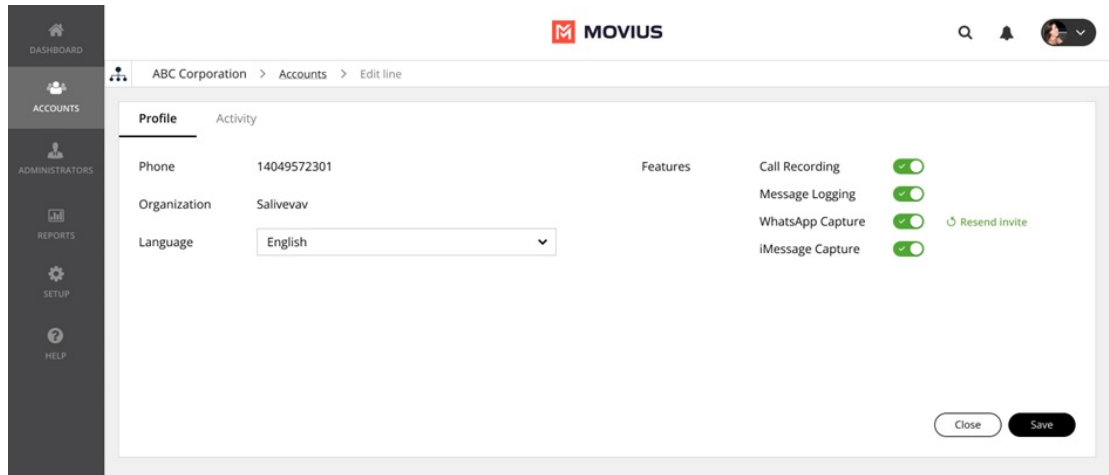 MOVIUS
DASHBOARD
ACCOUNTS
ADMINISTRATORS
REPORTS
SETUP
HELP
ABC Corporation > Accounts > Edit line
Profile Activity
Phone 14049572301
Organization Salivevav
Language English
Features Call Recording
Message Logging
WhatsApp Capture Resend invite
iMessage Capture
Close Save